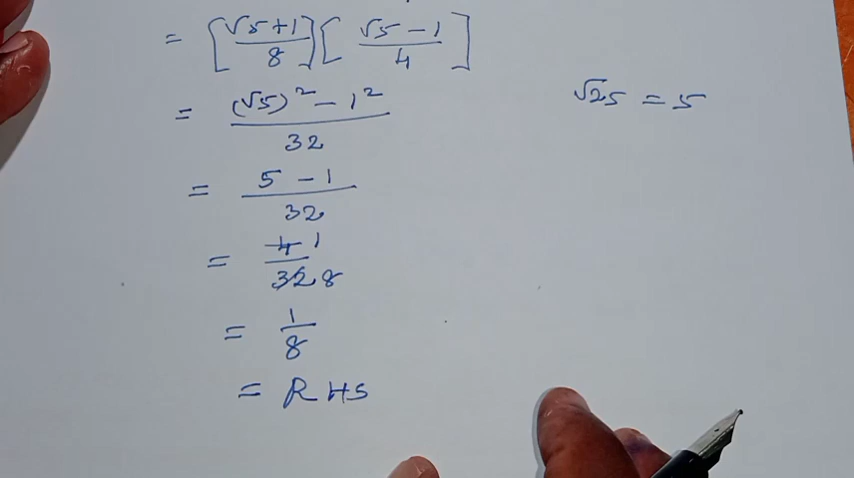 = [√5+1/8][√5-1/4]
= (√5)²-1²/32
√25 = 5
= 5-1/32
= 4 1/32 8
= 1/8
= RHS